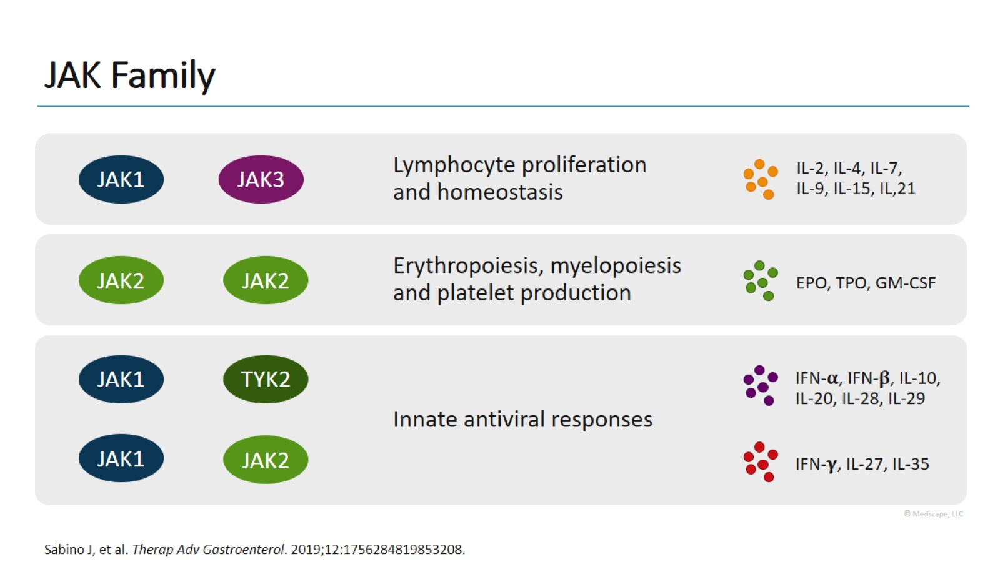 JAK Family
JAK1
JAK3
Lymphocyte proliferation
and homeostasis
IL-2, IL-4, IL-7,
IL-9, IL-15, IL,21
JAK2
JAK2
Erythropoiesis, myelopoiesis
and platelet production
EPO, TPO, GM-CSF
JAK1
TYK2
IFN-α, IFN-β, IL-10,
IL-20, IL-28, IL-29
Innate antiviral responses
JAK1
JAK2
IFN-γ, IL-27, IL-35
© Medscape, LLC
Sabino J, et al. Therap Adv Gastroenterol. 2019;12:1756284819853208.